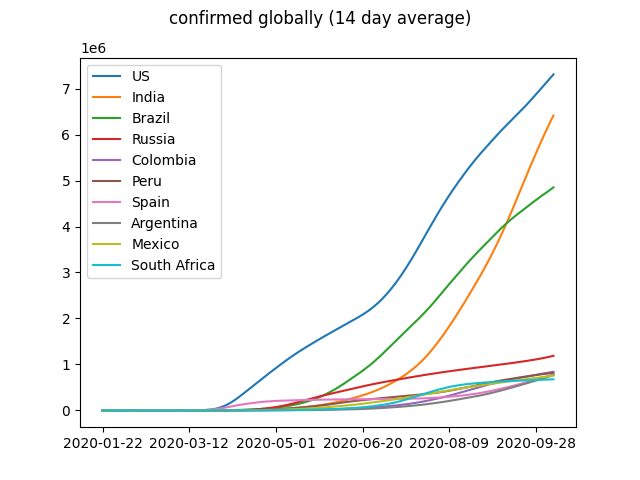 confirmed globally (14 day average)
1e6
7
6
5
4
3
2
1
0
US
India
Brazil
Russia
Colombia
Peru
Spain
Argentina
Mexico
South Africa
2020-01-22 2020-03-12 2020-05-01 2020-06-20 2020-08-09 2020-09-28